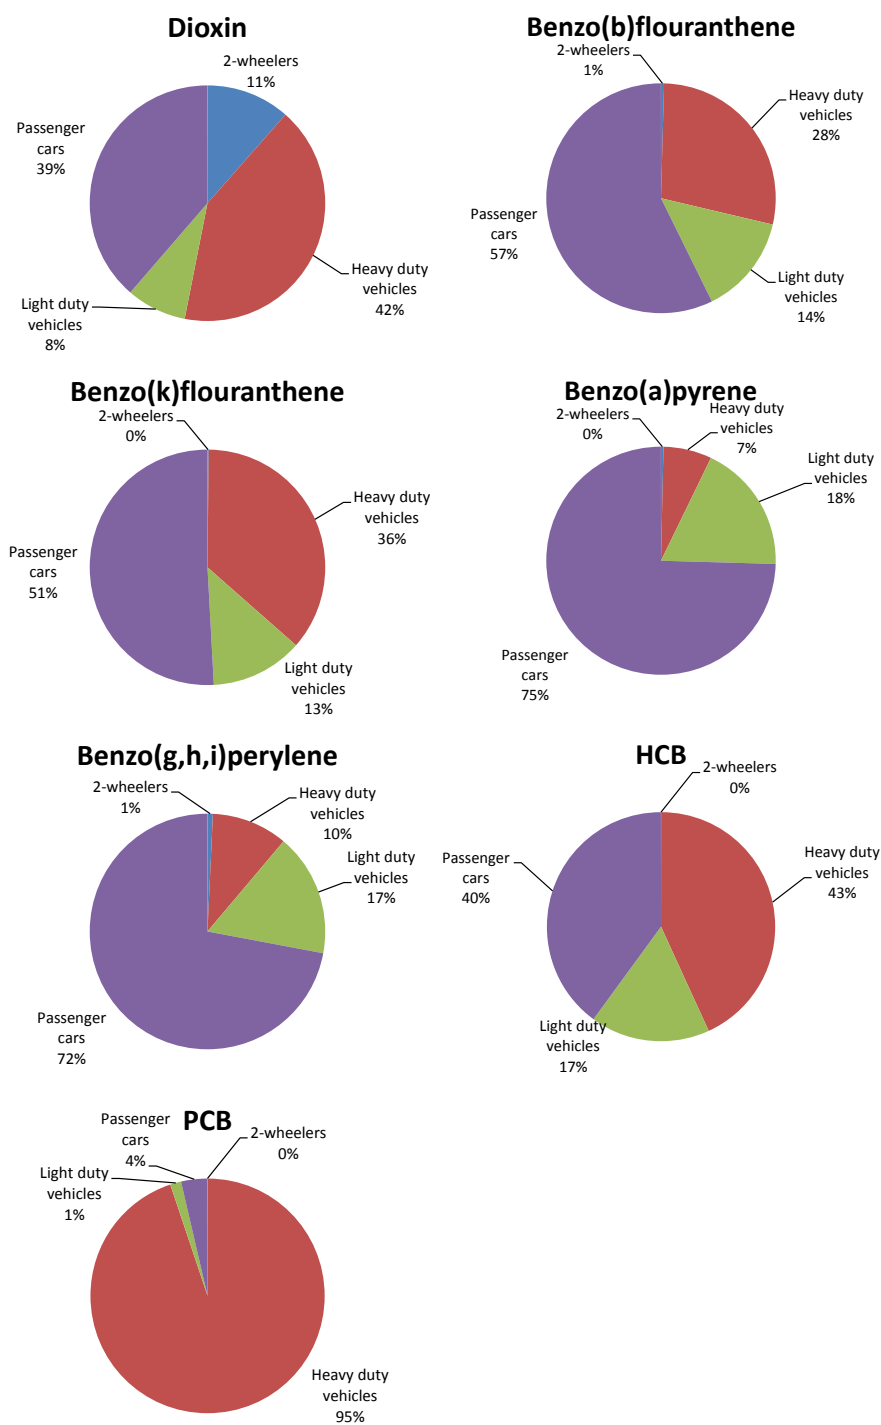 Dioxin
2-wheelers
11%
Passenger
cars
39%
Heavy duty
vehicles
42%
Light duty
vehicles
8%
Benzo(b)flouranthene
2-wheelers
1%
Heavy duty
vehicles
28%
Passenger
cars
57%
Light duty
vehicles
14%
Benzo(k)flouranthene
2-wheelers
0%
Heavy duty
vehicles
36%
Passenger
cars
51%
Light duty
vehicles
13%
Benzo(a)pyrene
2-wheelers
0%
Heavy duty
vehicles
7%
Light duty
vehicles
18%
Passenger
cars
75%
Benzo(g,h,i)perylene
2-wheelers
1%
Heavy duty
vehicles
10%
Light duty
vehicles
17%
Passenger
cars
72%
HCB
2-wheelers
0%
Passenger
cars
40%
Heavy duty
vehicles
43%
Light duty
vehicles
17%
PCB
Passenger
cars
4%
2-wheelers
0%
Light duty
vehicles
1%
Heavy duty
vehicles
95%